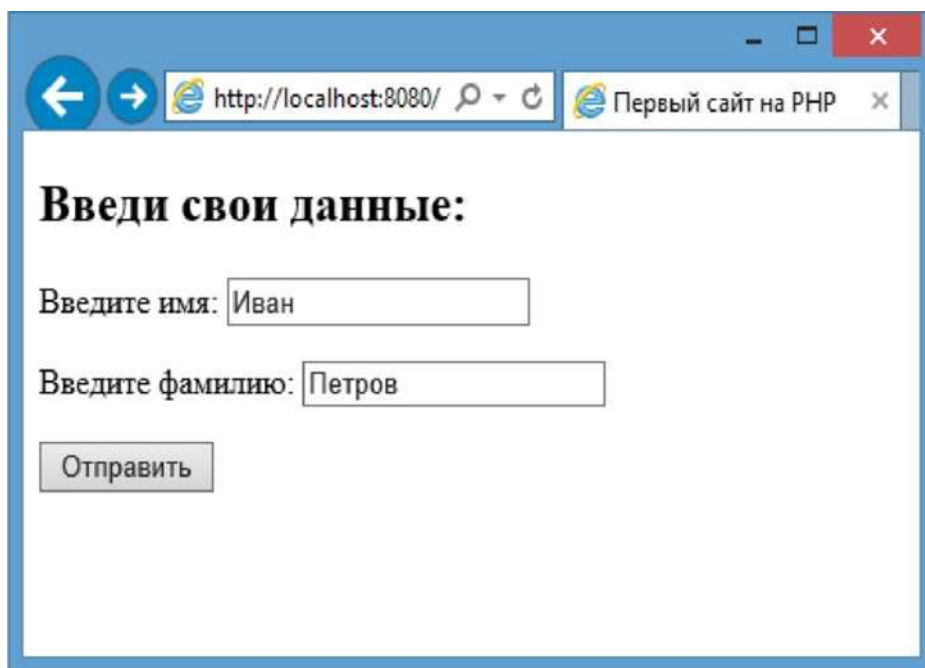 http://localhost:8080/
Первый сайт на PHP
Введи свои данные:
Введите имя: Иван
Введите фамилию: Петров
Отправить